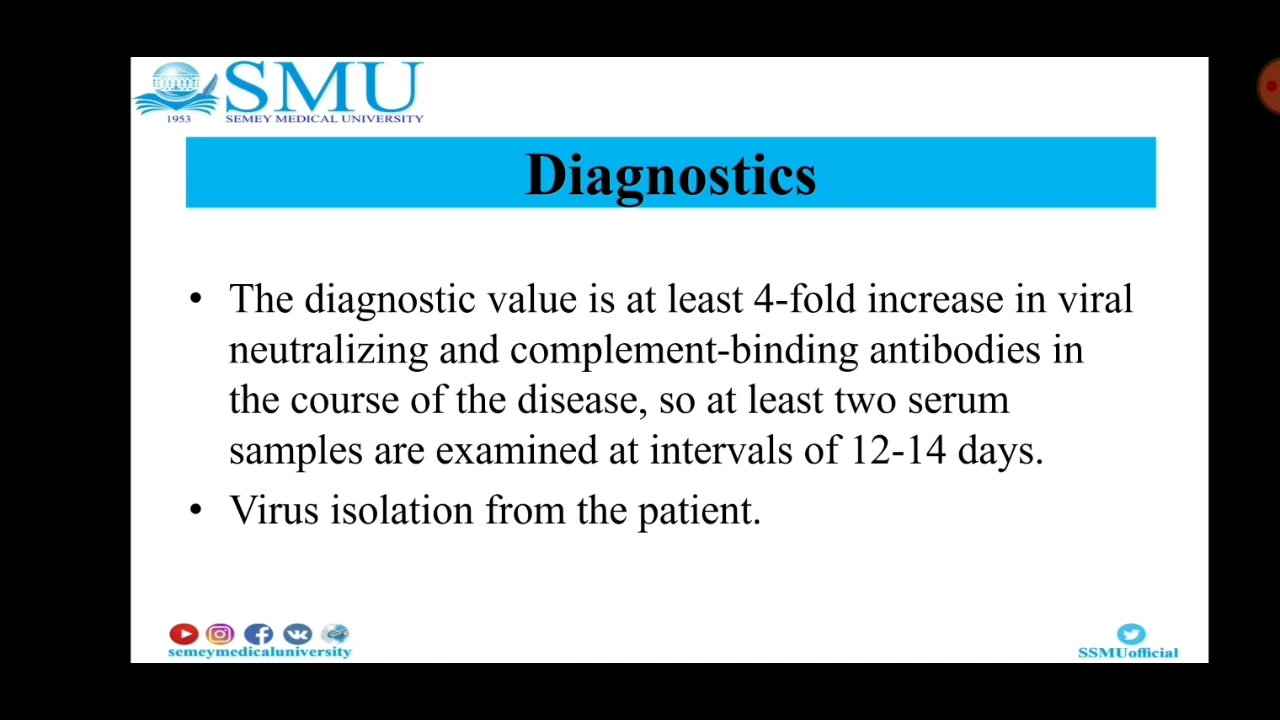 SMU
1953
SEMEY MEDICAL UNIVERSITY
Diagnostics
• The diagnostic value is at least 4-fold increase in viral
neutralizing and complement-binding antibodies in
the course of the disease, so at least two serum
samples are examined at intervals of 12-14 days.
• Virus isolation from the patient.
semeymedicaluniversity
SSMUofficial